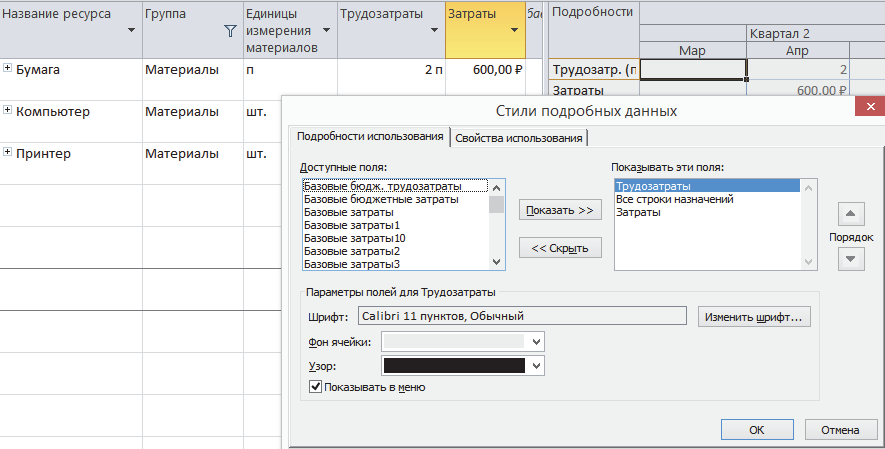 Название ресурса
Группа
Единицы измерения материалов
Трудозатраты
Затраты
Подробности
Квартал 2
Мар
Апр
Бумага
Материалы
п
2 п
600,00 ₽
Трудозатр. (п
2
Затраты
600,00 ₽
Компьютер
Материалы
шт.
Принтер
Материалы
шт.
Стили подробных данных
Подробности использования
Свойства использования
Доступные поля:
Показывать эти поля:
Базовые бюдж. трудозатраты
Базовые бюджетные затраты
Базовые затраты
Базовые затраты1
Базовые затраты10
Базовые затраты2
Базовые затраты3
Показать >>
<< Скрыть
Трудозатраты
Все строки назначений
Затраты
Порядок
Параметры полей для Трудозатраты
Шрифт:
Calibri 11 пунктов, Обычный
Изменить шрифт...
Фон ячейки:
Узор:
Показывать в меню
ОК
Отмена